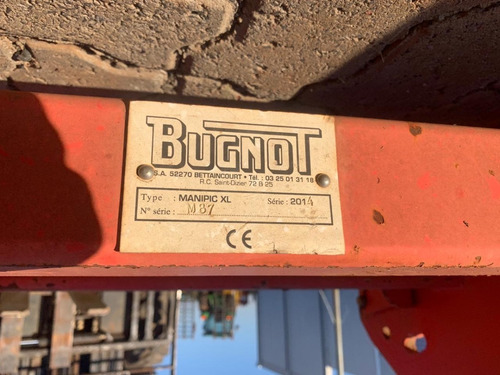 BUGNOT
S.A. 52270 BETTAINCOURT • Tél. : 03 25 01 31 18
R.C. Saint-Dizier 72 B 25
Type : MANIPIC XL Série : 2014
N° série : M87
CE